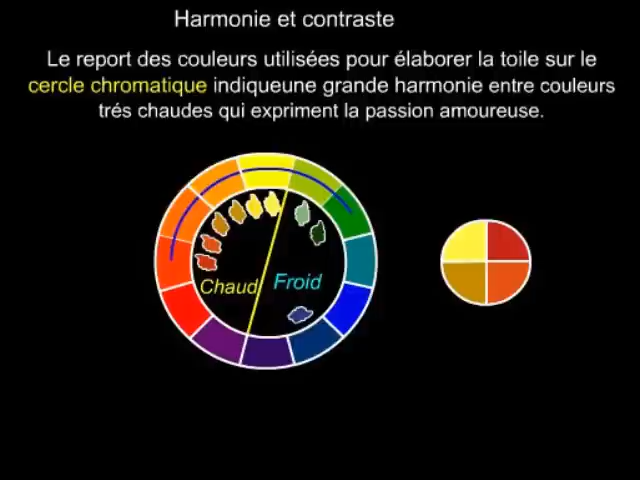 Harmonie et contraste
Le report des couleurs utilisées pour élaborer la toile sur le
cercle chromatique indiqueune grande harmonie entre couleurs
trés chaudes qui expriment la passion amoureuse.
Chaud
Froid